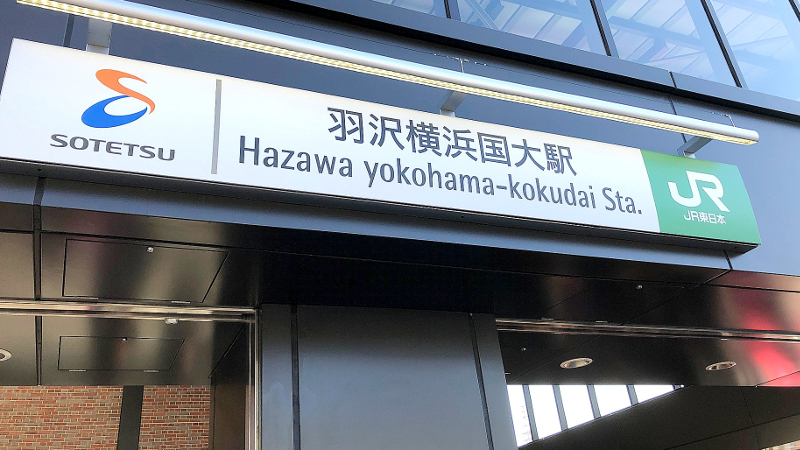 SOTETSU
羽沢横浜国大駅
Hazawa yokohama-kokudai Sta.
JR
JR東日本